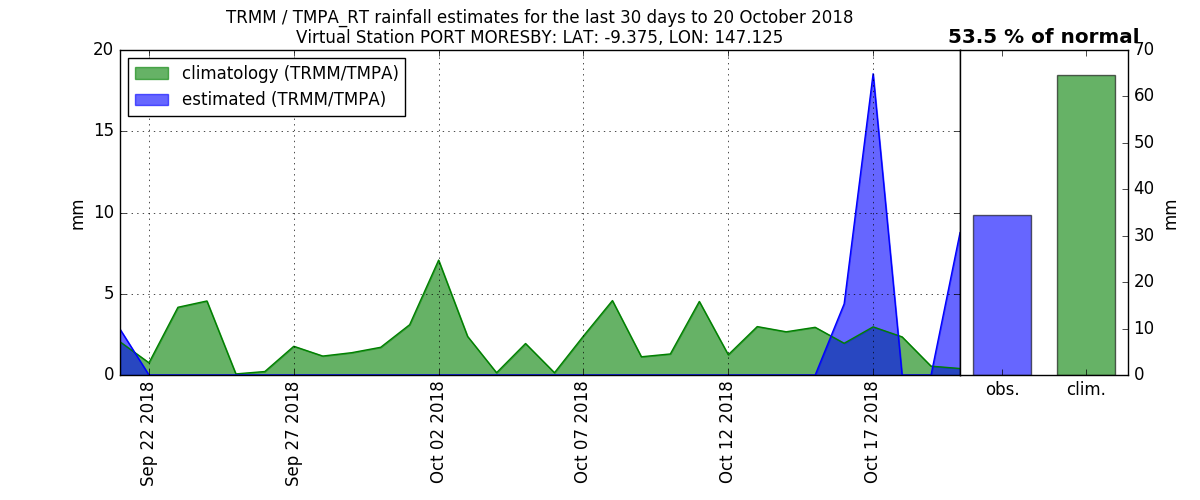 TRMM / TMPA_RT rainfall estimates for the last 30 days to 20 October 2018
Virtual Station PORT MORESBY: LAT: -9.375, LON: 147.125
53.5 % of normal
climatology (TRMM/TMPA)
estimated (TRMM/TMPA)
20
15
10
5
0
mm
Sep 22 2018
Sep 27 2018
Oct 02 2018
Oct 07 2018
Oct 12 2018
Oct 17 2018
70
60
50
40
30
20
10
0
mm
obs.
clim.